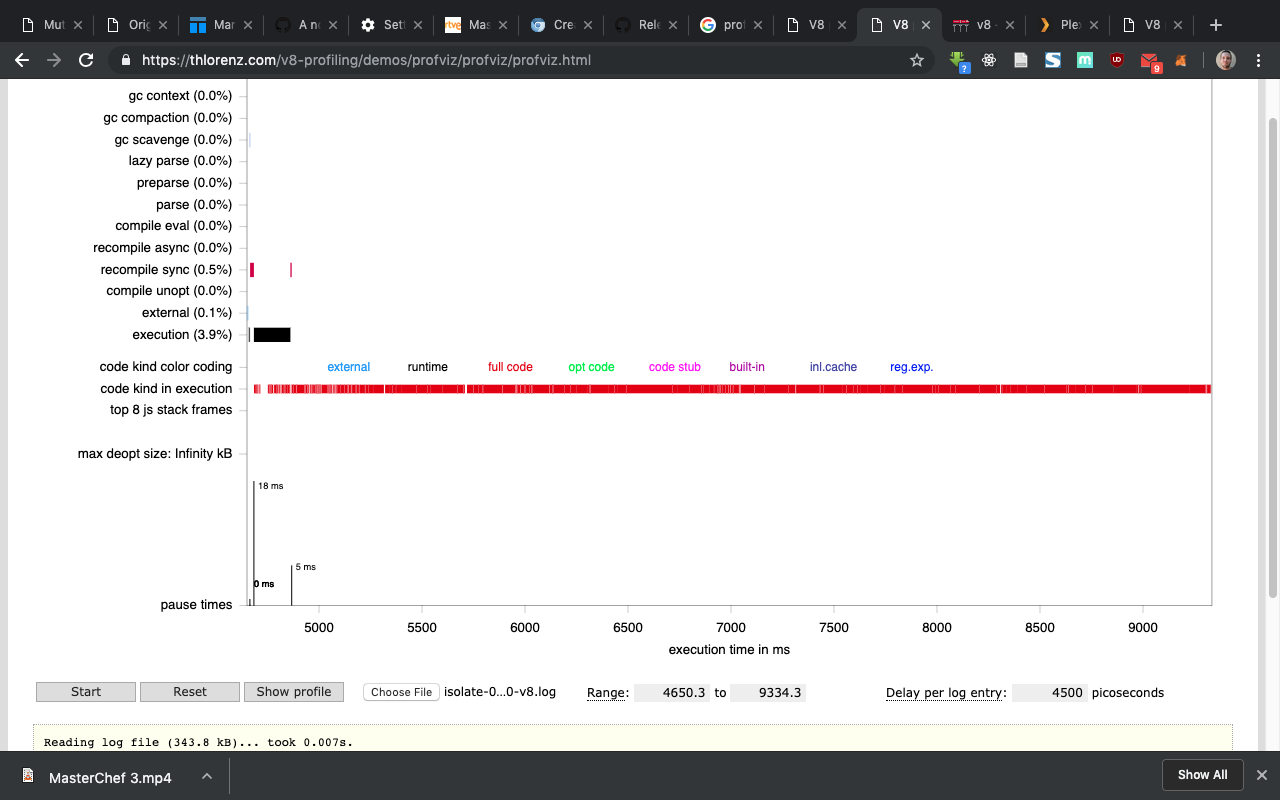 Mut Orig Mar A no Sett Mas Crea Rele prof V8 V8 v8 - Plex V8
https://thlorenz.com/v8-profiling/demos/profviz/profviz/profviz.html
gc context (0.0%)
gc compaction (0.0%)
gc scavenge (0.0%)
lazy parse (0.0%)
preparse (0.0%)
parse (0.0%)
compile eval (0.0%)
recompile async (0.0%)
recompile sync (0.5%)
compile unopt (0.0%)
external (0.1%)
execution (3.9%)
code kind color coding external runtime full code opt code code stub built-in inl.cache reg.exp.
code kind in execution
top 8 js stack frames
max deopt size: Infinity kB
18 ms
5 ms
0 ms
pause times
5000 5500 6000 6500 7000 7500 8000 8500 9000
execution time in ms
Start Reset Show profile Choose File isolate-0...0-v8.log Range: 4650.3 to 9334.3 Delay per log entry: 4500 picoseconds
Reading log file (343.8 kB)... took 0.007s.
MasterChef 3.mp4 Show All